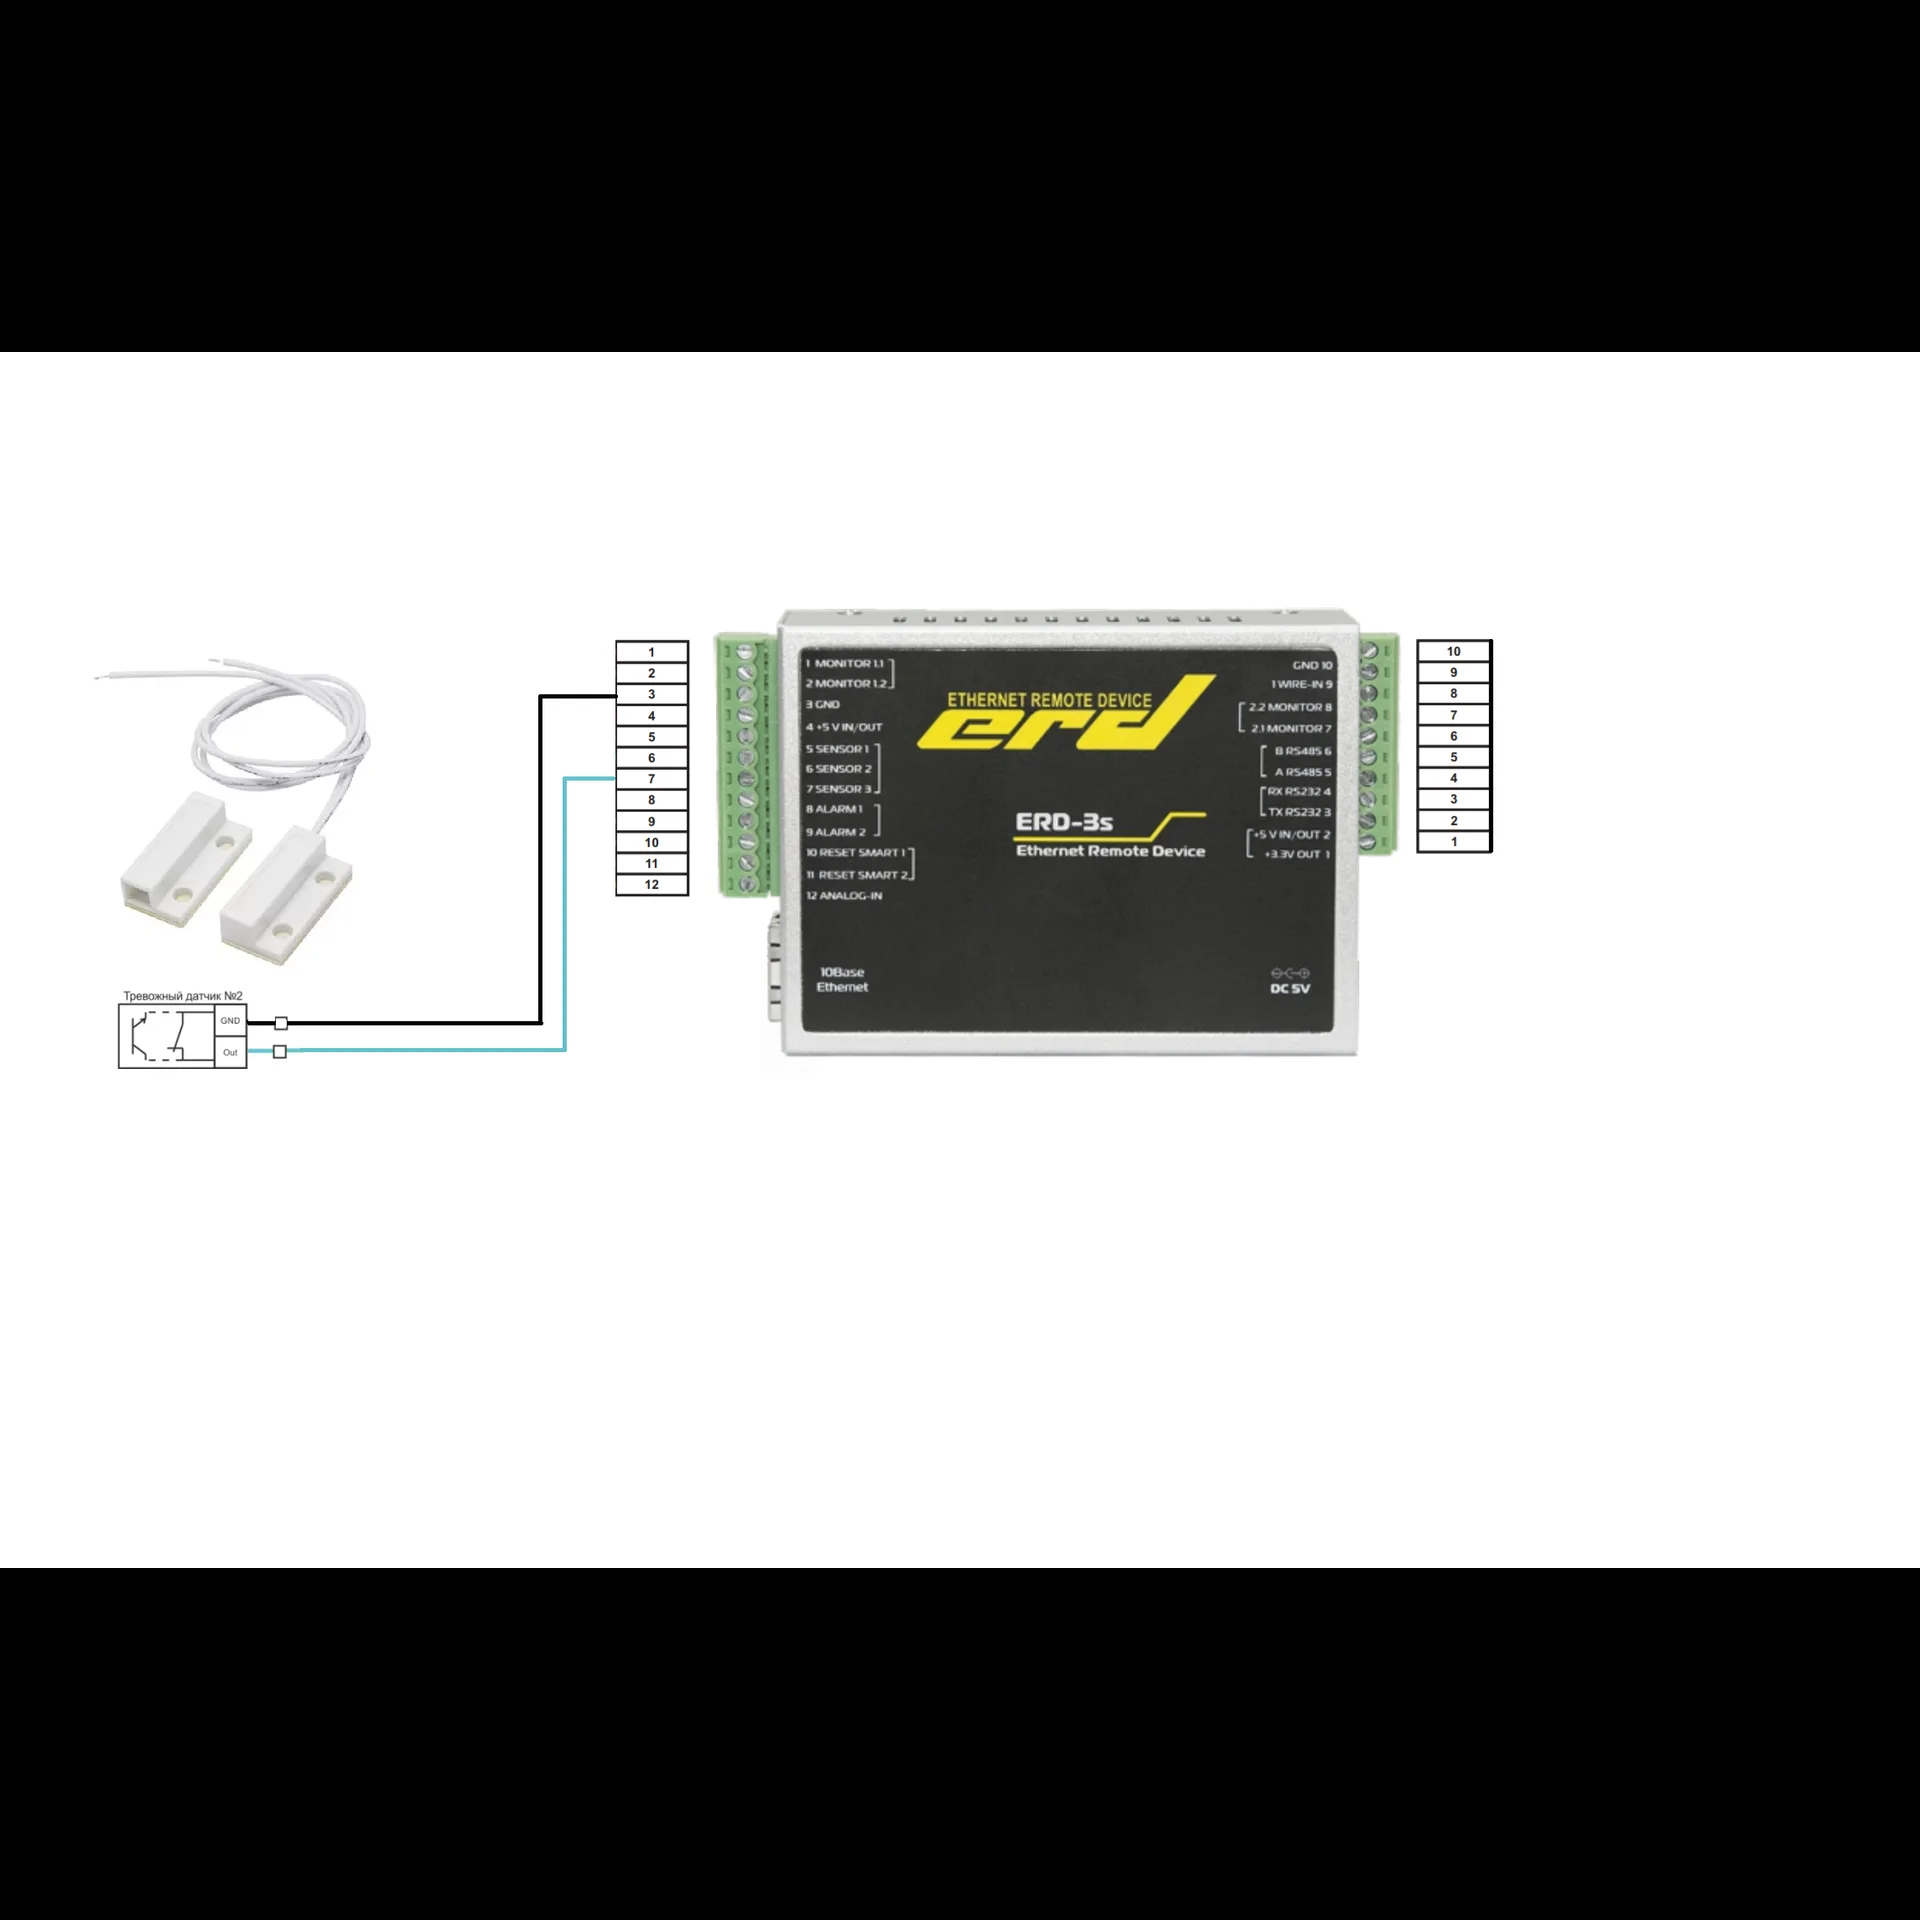 1
2
3
4
5
6
7
8
9
10
11
12
1 MONITOR 1.1
2 MONITOR 1.2
3 GND
4 +5 V IN/OUT
5 SENSOR 1
6 SENSOR 2
7 SENSOR 3
8 ALARM 1
9 ALARM 2
10 RESET SMART 1
11 RESET SMART 2
12 ANALOG-IN
10Base
Ethernet
ETHERNET REMOTE DEVICE
erd
ERD-3s
Ethernet Remote Device
GND 10
1 WIRE-IN 9
2.2 MONITOR 8
2.1 MONITOR 7
B RS485 6
A RS485 5
RX RS232 4
TX RS232 3
+5 V IN/OUT 2
+3.3V OUT 1
DC 5V
10
9
8
7
6
5
4
3
2
1
Тревожный датчик №2
GND
Out